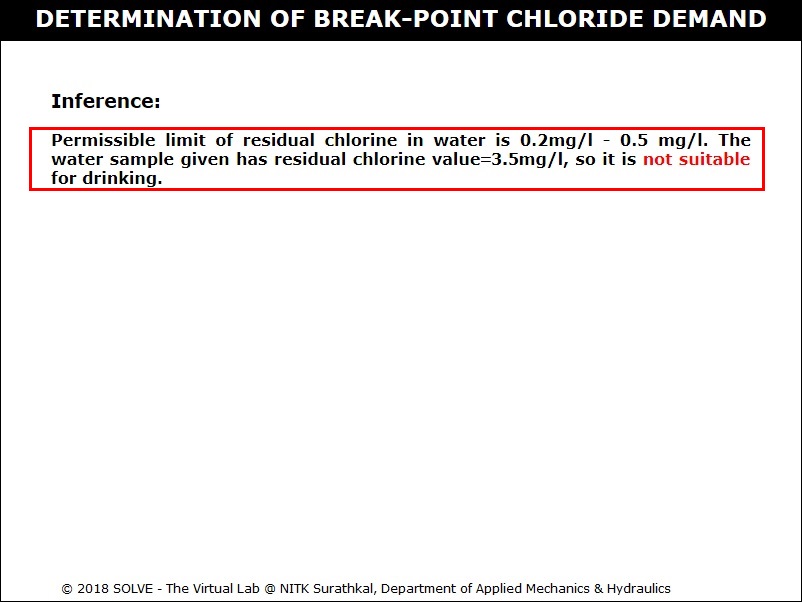 DETERMINATION OF BREAK-POINT CHLORIDE DEMAND
Inference:
Permissible limit of residual chlorine in water is 0.2mg/l - 0.5 mg/l. The
water sample given has residual chlorine value=3.5mg/l, so it is not suitable
for drinking.
© 2018 SOLVE - The Virtual Lab @ NITK Surathkal, Department of Applied Mechanics & Hydraulics